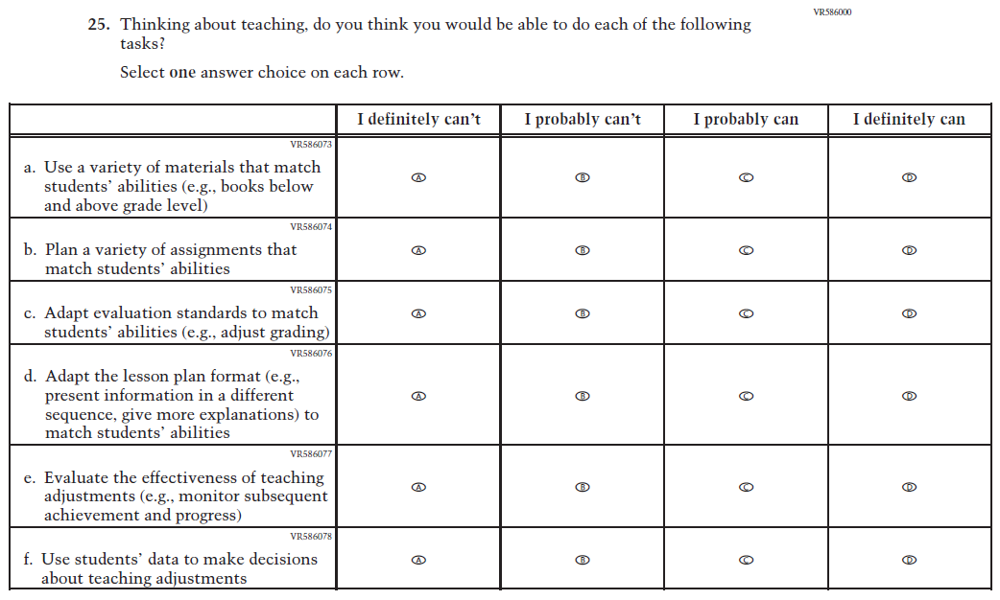 VR586000
25. Thinking about teaching, do you think you would be able to do each of the following
tasks?
Select one answer choice on each row.
I definitely can’t I probably can’t I probably can I definitely can
VR586073
a. Use a variety of materials that match
students’ abilities (e.g., books below
and above grade level)
A B C D
VR586074
b. Plan a variety of assignments that
match students’ abilities
A B C D
VR586075
c. Adapt evaluation standards to match
students’ abilities (e.g., adjust grading)
A B C D
VR586076
d. Adapt the lesson plan format (e.g.,
present information in a different
sequence, give more explanations) to
match students’ abilities
A B C D
VR586077
e. Evaluate the effectiveness of teaching
adjustments (e.g., monitor subsequent
achievement and progress)
A B C D
VR586078
f. Use students’ data to make decisions
about teaching adjustments
A B C D